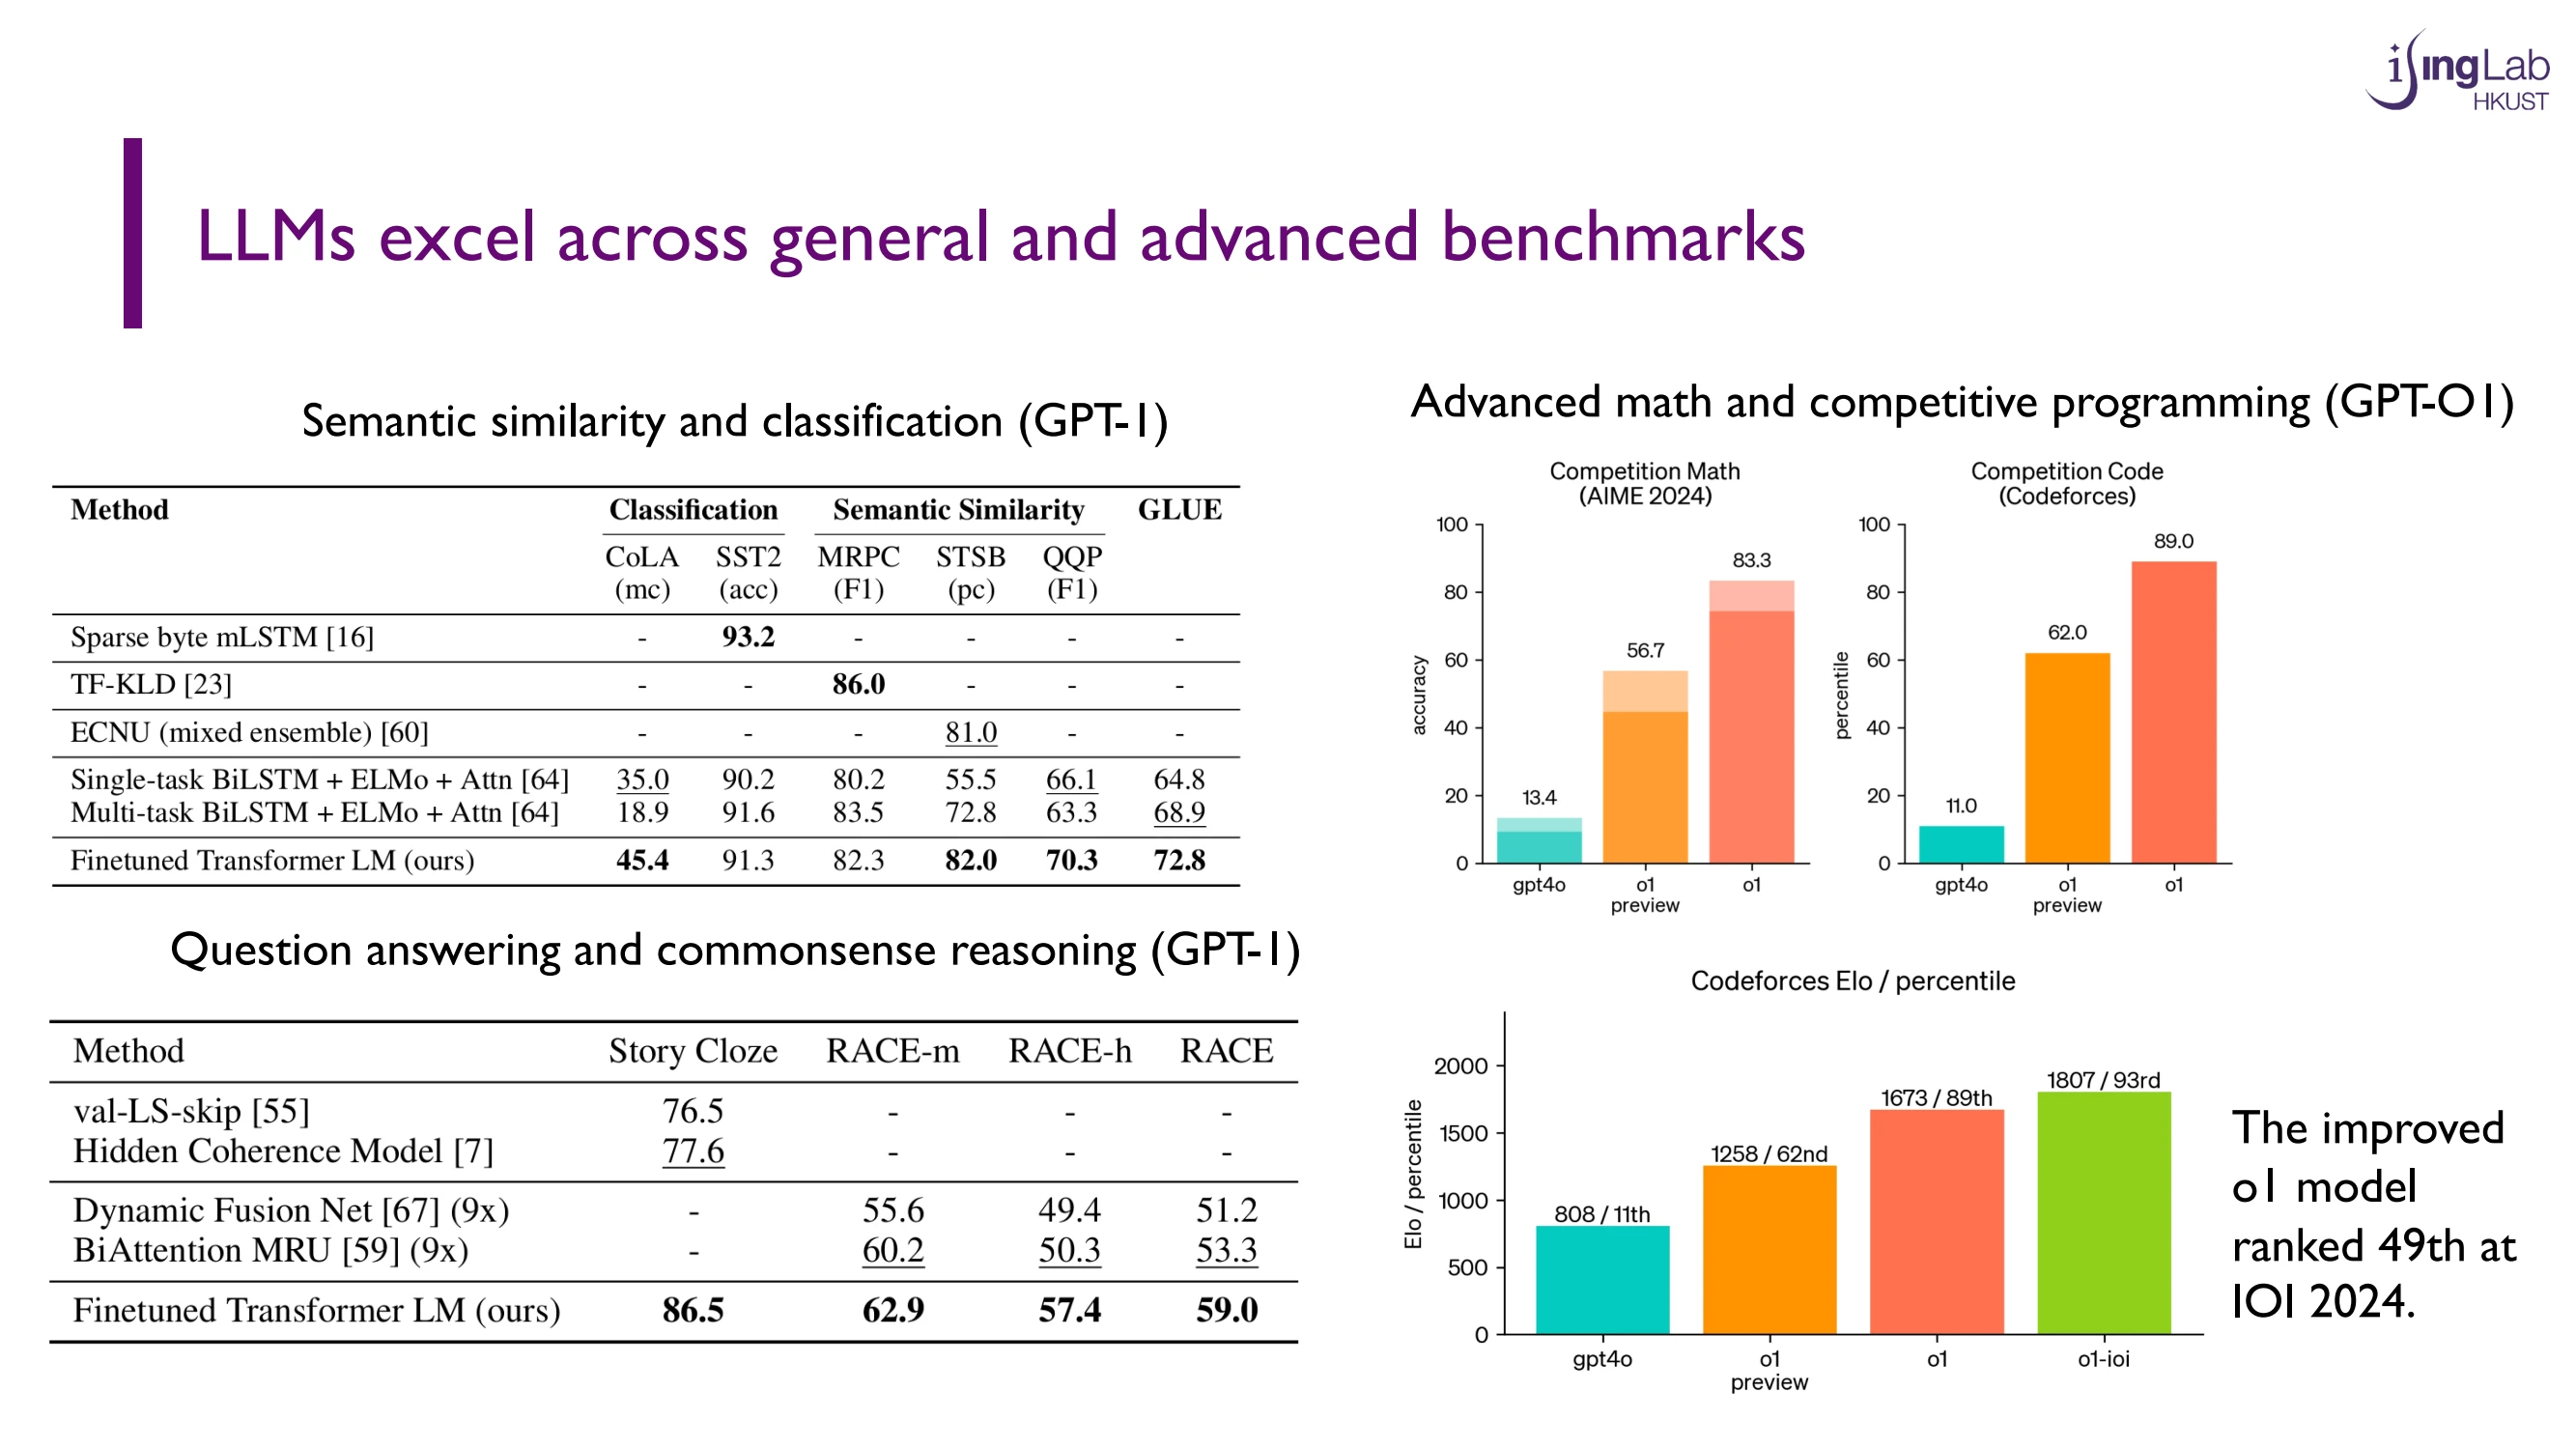 iSingLab
HKUST
LLMs excel across general and advanced benchmarks
Semantic similarity and classification (GPT-1)
Method Classification Semantic Similarity GLUE
CoLA SST2 MRPC STSB QQP
(mc) (acc) (F1) (pc) (F1)
Sparse byte mLSTM [16] - 93.2 - - - -
TF-KLD [23] - - 86.0 - - -
ECNU (mixed ensemble) [60] - - - 81.0 - -
Single-task BiLSTM + ELMo + Attn [64] 35.0 90.2 80.2 55.5 66.1 64.8
Multi-task BiLSTM + ELMo + Attn [64] 18.9 91.6 83.5 72.8 63.3 68.9
Finetuned Transformer LM (ours) 45.4 91.3 82.3 82.0 70.3 72.8
Question answering and commonsense reasoning (GPT-1)
Method Story Cloze RACE-m RACE-h RACE
val-LS-skip [55] 76.5 - - -
Hidden Coherence Model [7] 77.6 - - -
Dynamic Fusion Net [67] (9x) - 55.6 49.4 51.2
BiAttention MRU [59] (9x) - 60.2 50.3 53.3
Finetuned Transformer LM (ours) 86.5 62.9 57.4 59.0
Advanced math and competitive programming (GPT-O1)
Competition Math
(AIME 2024)
accuracy
100
80
60
40
20
0
13.4
56.7
83.3
gpt4o o1 o1
preview
Competition Code
(Codeforces)
percentile
100
80
60
40
20
0
11.0
62.0
89.0
gpt4o o1 o1
preview
Codeforces Elo / percentile
Elo / percentile
2000
1500
1000
500
0
808 / 11th
1258 / 62nd
1673 / 89th
1807 / 93rd
gpt4o o1 o1 o1-ioi
preview
The improved
o1 model
ranked 49th at
IOI 2024.